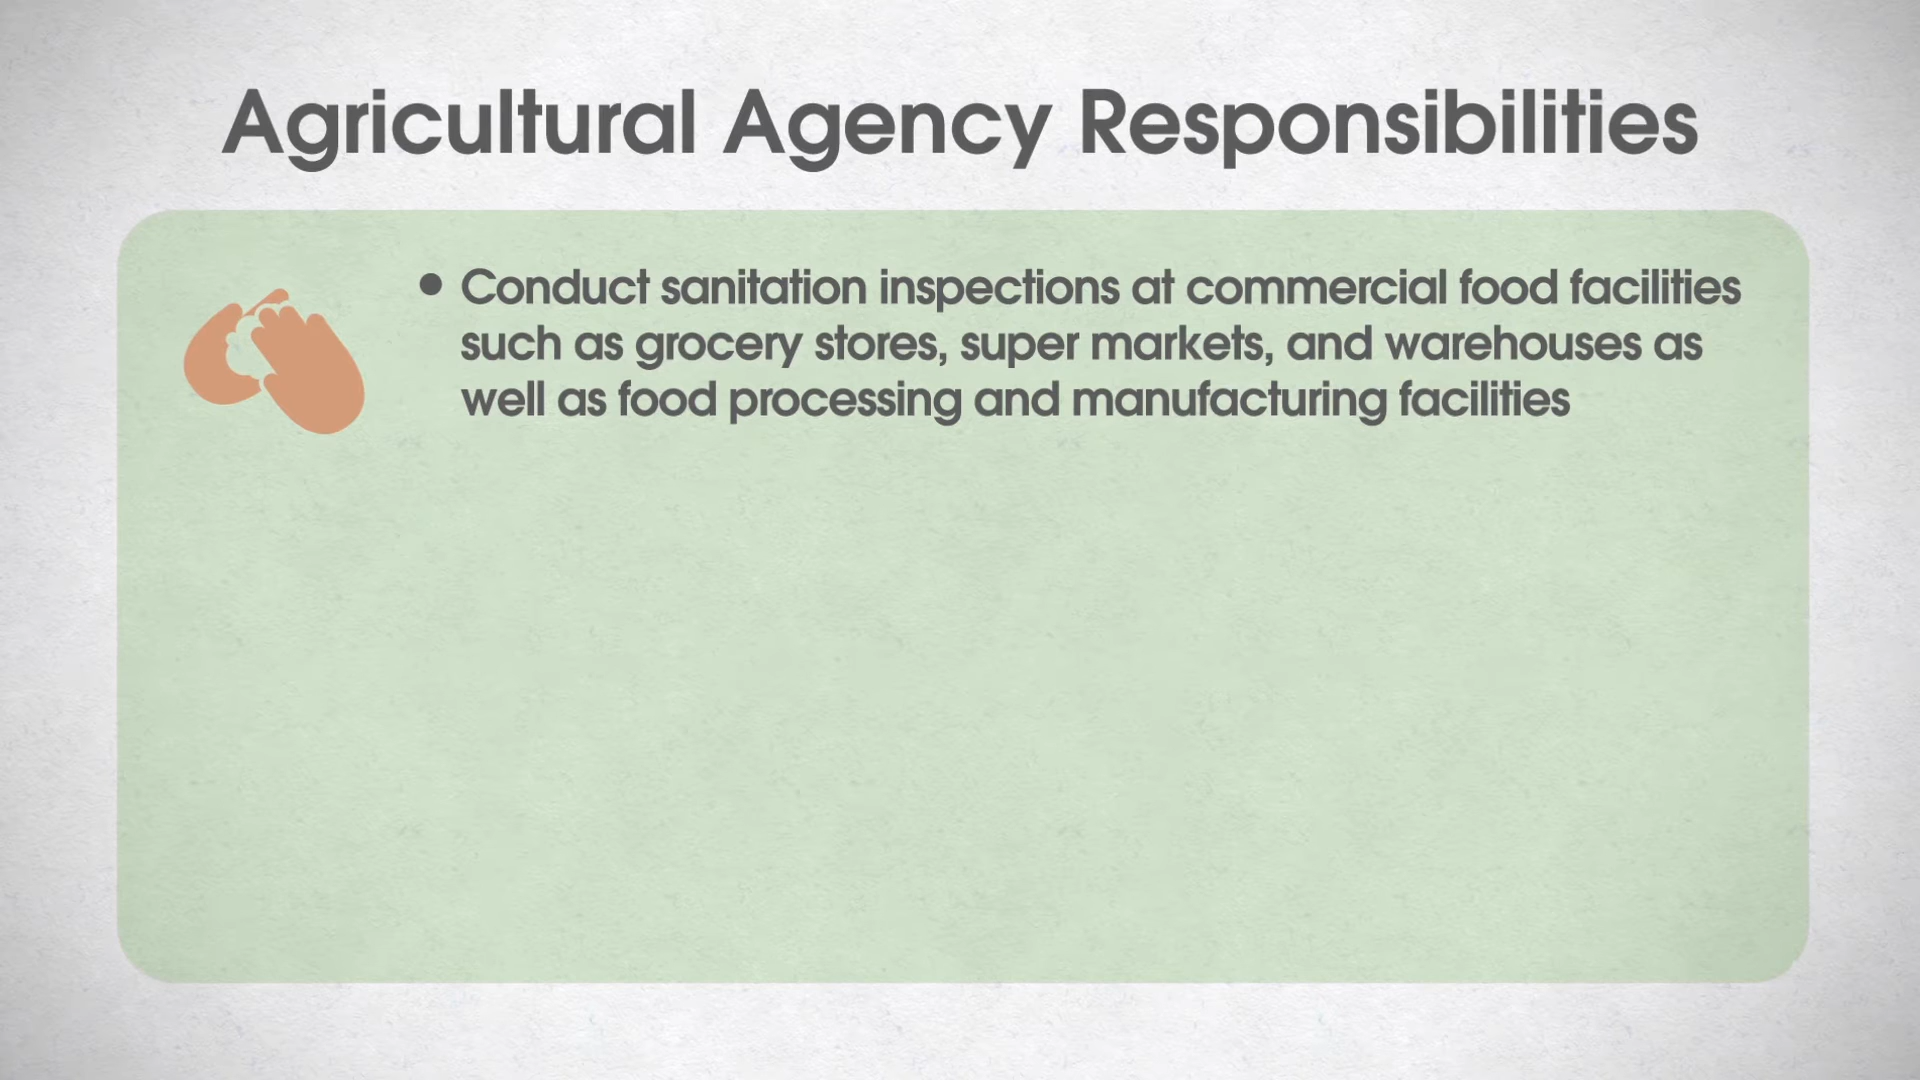 Agricultural Agency Responsibilities
• Conduct sanitation inspections at commercial food facilities
such as grocery stores, super markets, and warehouses as
well as food processing and manufacturing facilities